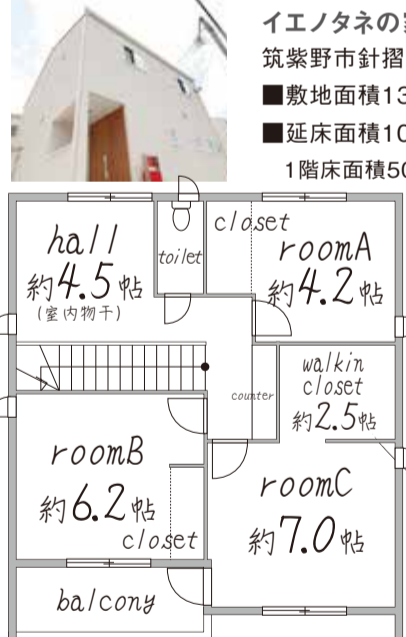 イエノタネの
筑紫野市針摺
■敷地面積13
■延床面積10
1階床面積50
hall
約4.5帖
(室内物干)
toilet
closet
roomA
約4.2帖
counter
walkin
closet
約2.5帖
roomB
約6.2帖
closet
roomC
約7.0帖
balcony